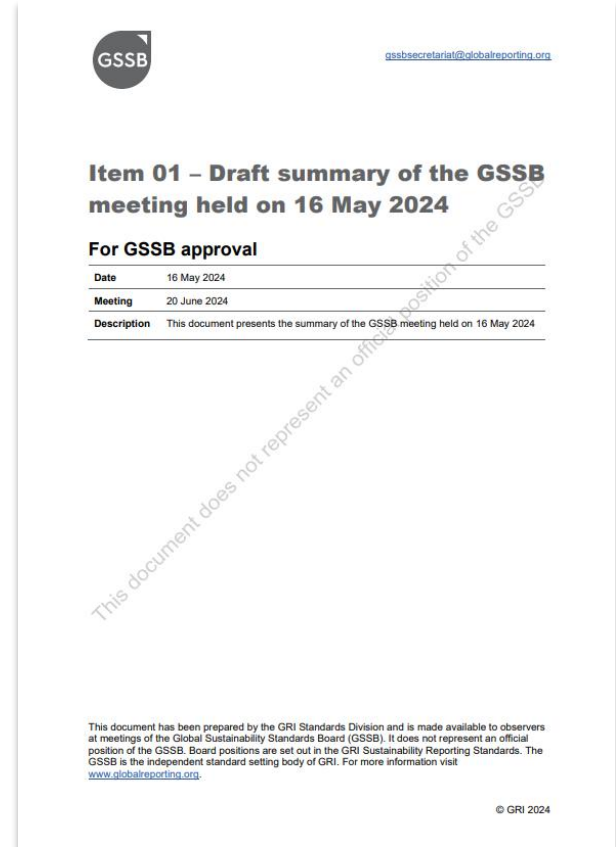 GSSB
gssbsecretariat@globalreporting.org
Item 01 – Draft summary of the GSSB
meeting held on 16 May 2024
For GSSB approval
Date 16 May 2024
Meeting 20 June 2024
Description This document presents the summary of the GSSB meeting held on 16 May 2024
This document does not represent an official position of the GSSB
This document has been prepared by the GRI Standards Division and is made available to observers
at meetings of the Global Sustainability Standards Board (GSSB). It does not represent an official
position of the GSSB. Board positions are set out in the GRI Sustainability Reporting Standards. The
GSSB is the independent standard setting body of GRI. For more information visit
www.globalreporting.org.
© GRI 2024